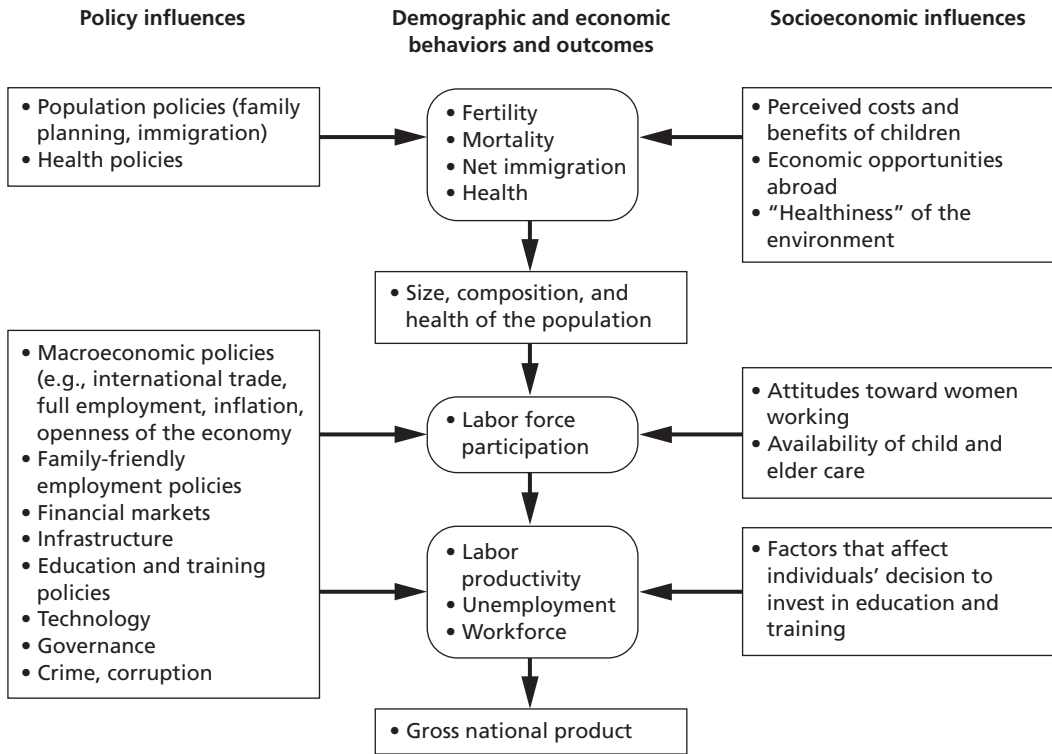 Policy influences
Demographic and economic
behaviors and outcomes
Socioeconomic influences
• Population policies (family
planning, immigration)
• Health policies
• Fertility
• Mortality
• Net immigration
• Health
• Perceived costs and
benefits of children
• Economic opportunities
abroad
• “Healthiness” of the
environment
• Size, composition, and
health of the population
• Macroeconomic policies
(e.g., international trade,
full employment, inflation,
openness of the economy
• Family-friendly
employment policies
• Financial markets
• Infrastructure
• Education and training
policies
• Technology
• Governance
• Crime, corruption
• Labor force
participation
• Attitudes toward women
working
• Availability of child and
elder care
• Labor
productivity
• Unemployment
• Workforce
• Factors that affect
individuals’ decision to
invest in education and
training
• Gross national product